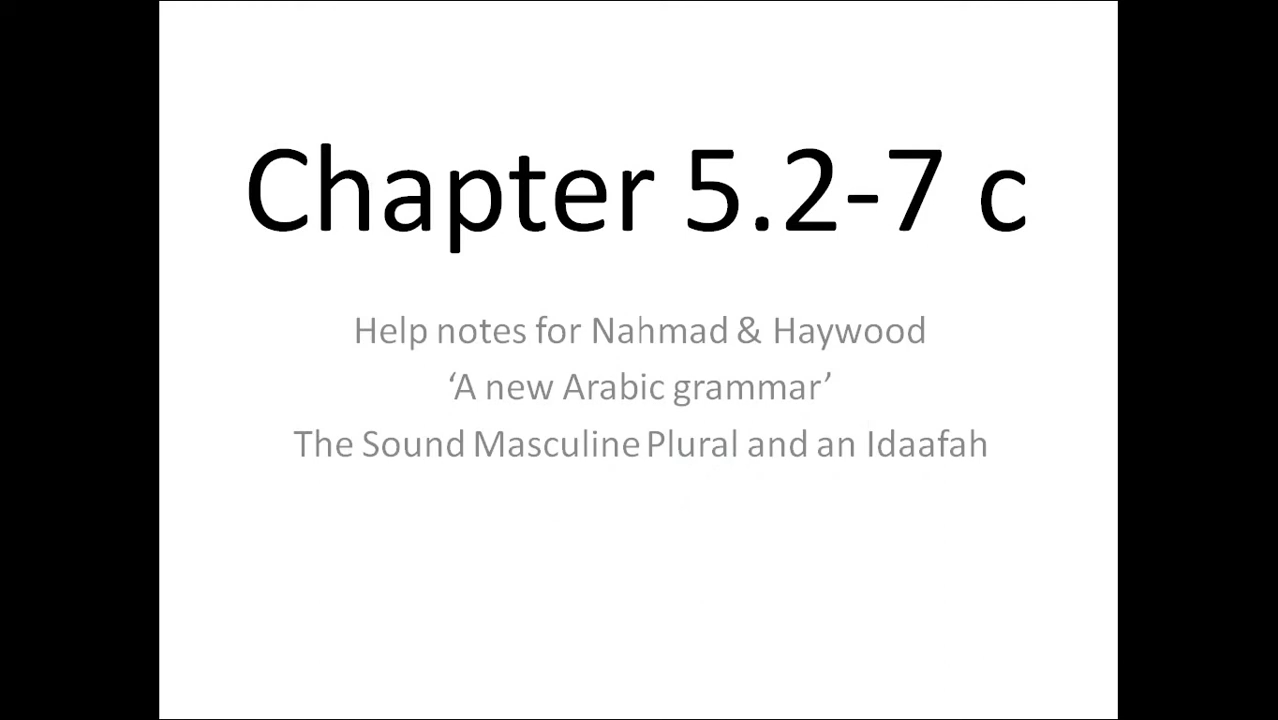 Chapter 5.2-7 c
Help notes for Nahmad & Haywood
‘A new Arabic grammar’
The Sound Masculine Plural and an Idaafah